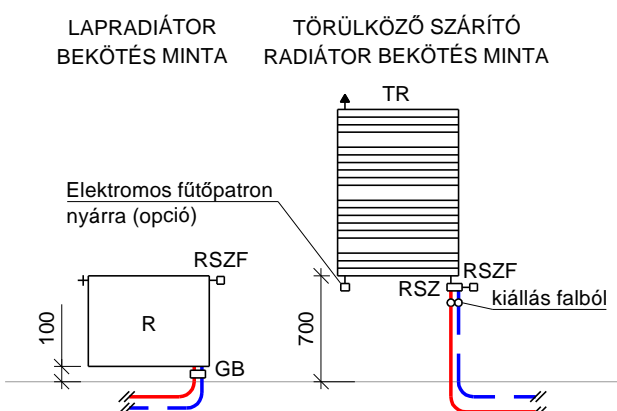 LAPRADIÁTOR
BEKÖTÉS MINTA
TÖRÜLKÖZŐ SZÁRÍTÓ
RADIÁTOR BEKÖTÉS MINTA
TR
Elektromos fűtőpatron
nyárra (opció)
RSZF
R
100
GB
RSZF
RSZ
kiállás falból
700